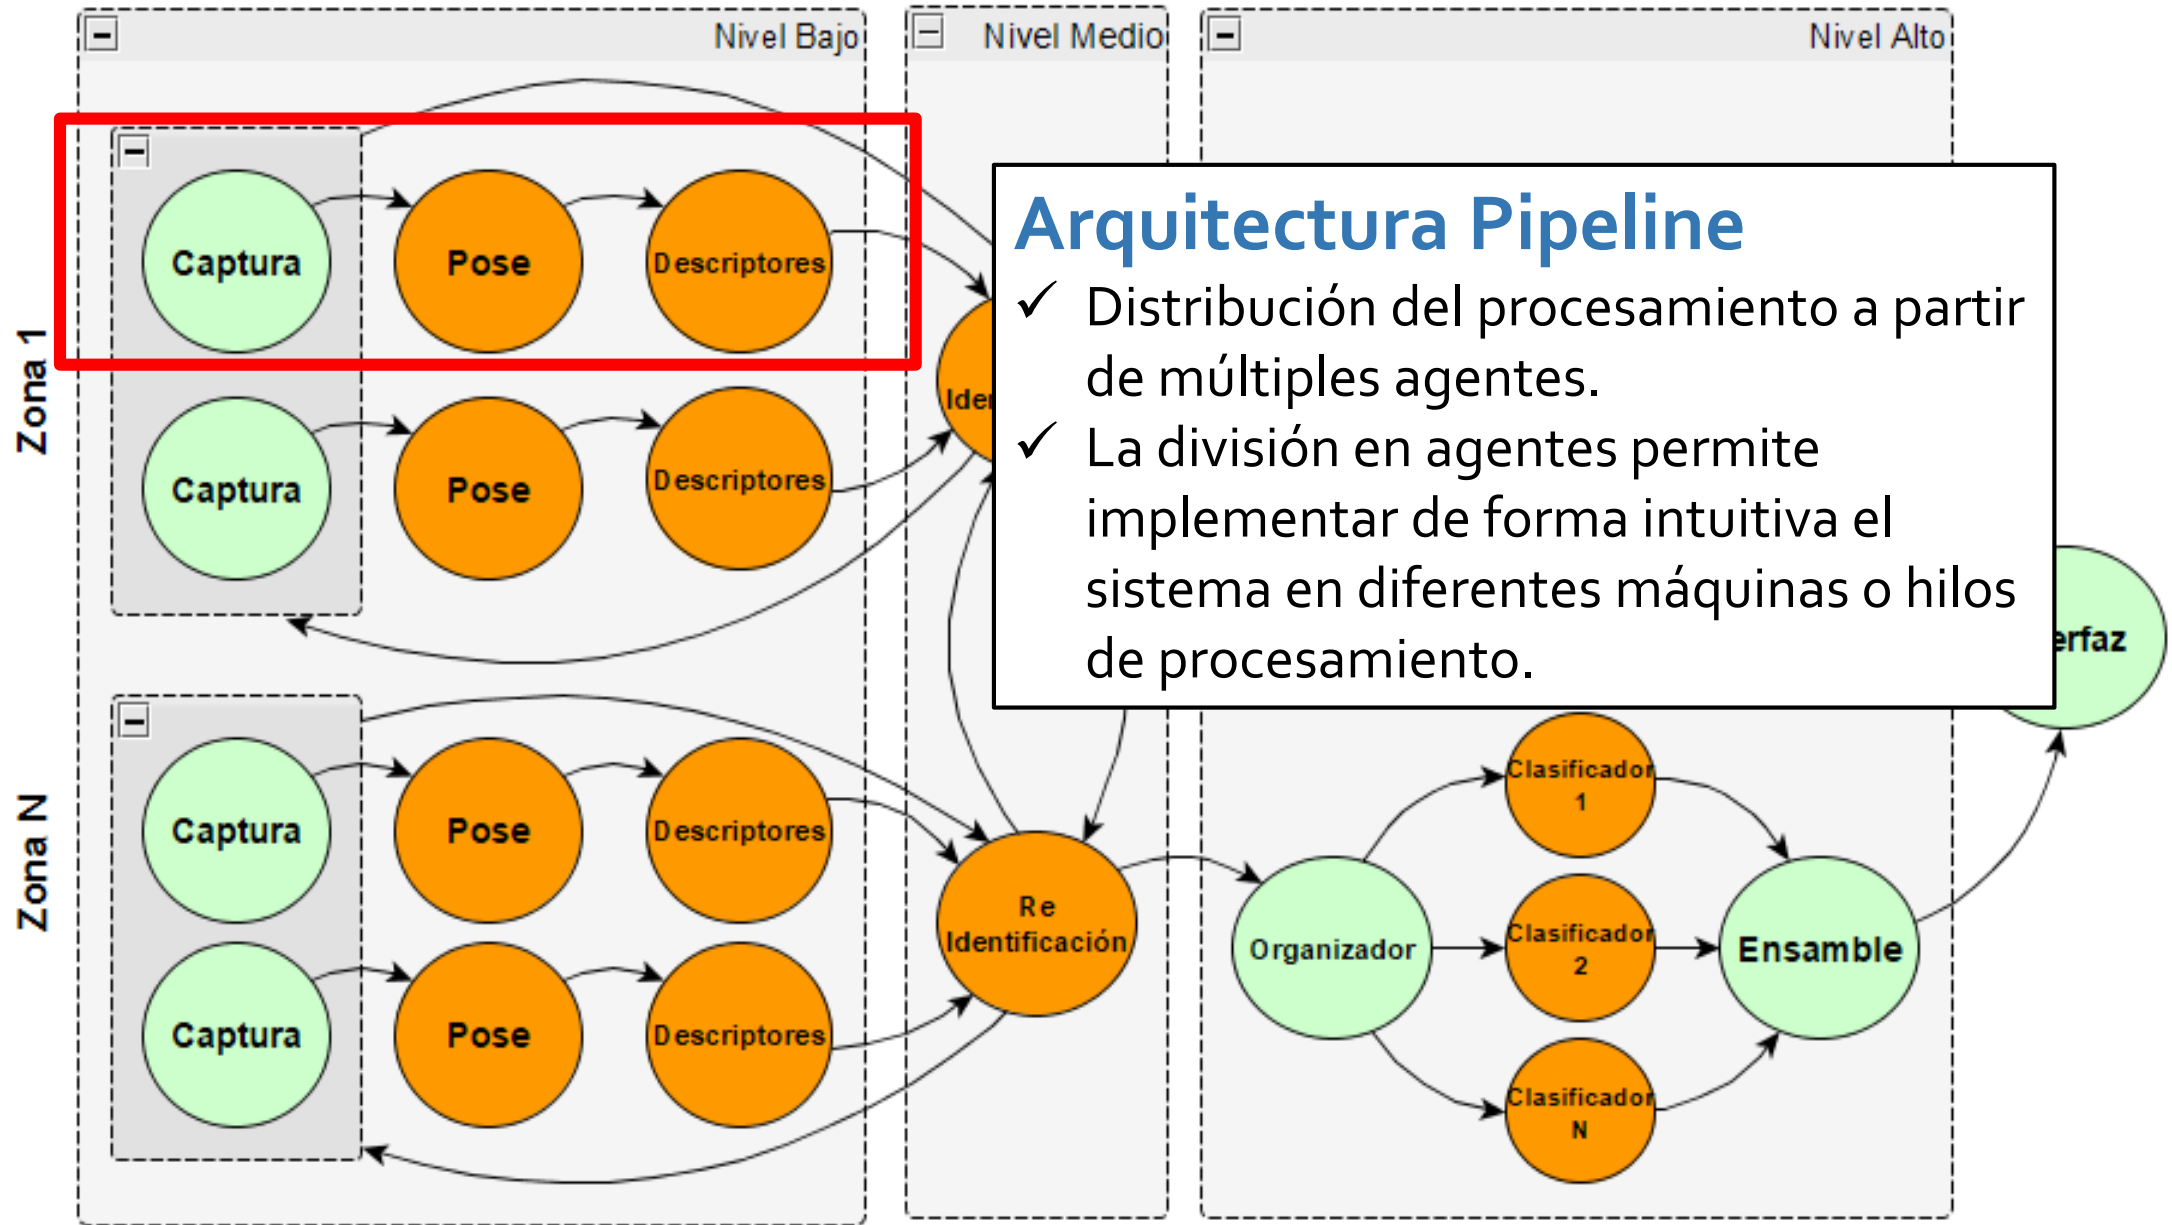 Nivel Bajo
Nivel Medio
Nivel Alto
Zona 1
Captura
Pose
Descriptores
Captura
Pose
Descriptores
Arquitectura Pipeline
✓ Distribución del procesamiento a partir
de múltiples agentes.
✓ La división en agentes permite
implementar de forma intuitiva el
sistema en diferentes máquinas o hilos
de procesamiento.
Zona N
Captura
Pose
Descriptores
Captura
Pose
Descriptores
Re
Identificación
Organizador
Clasificador
1
Clasificador
2
Clasificador
N
Ensamble